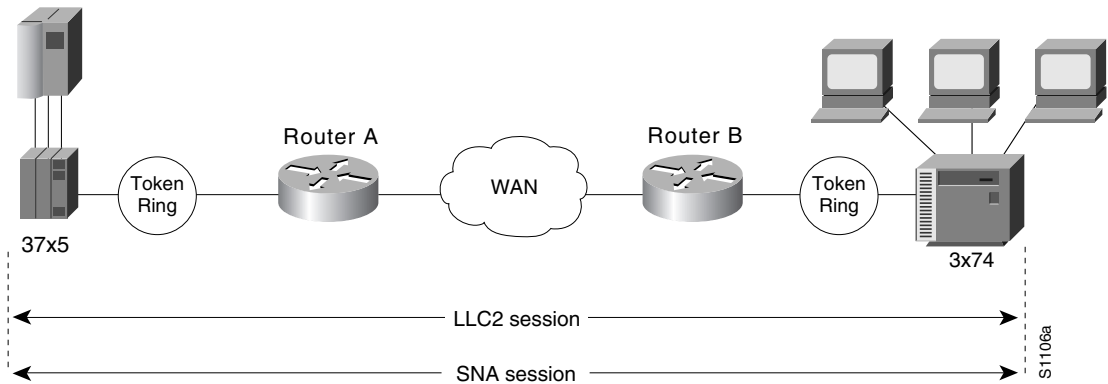 Router A
Router B
Token
Ring
WAN
Token
Ring
37x5
3x74
LLC2 session
SNA session
S1106a